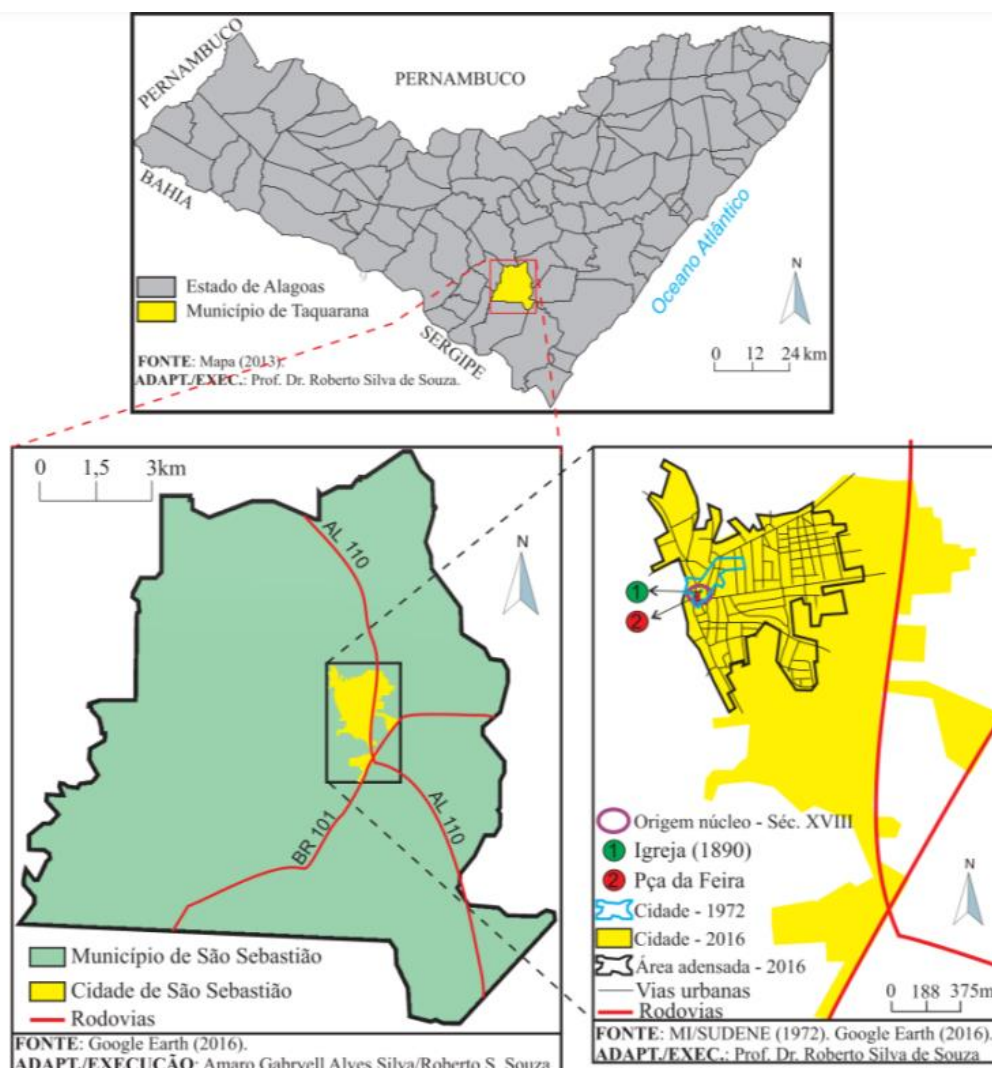 PERNAMBUCO
PERNAMBUCO
BAHIA
Oceano Atlântico
N
Estado de Alagoas
Município de Taquarana
SERGIPE
0 12 24 km
FONTE: Mapa (2013).
ADAPT./EXEC.: Prof. Dr. Roberto Silva de Souza.
0 1,5 3km
AL 110
N
BR 101
AL 110
Município de São Sebastião
Cidade de São Sebastião
Rodovias
FONTE: Google Earth (2016).
ADAPT./EXECUÇÃO: Amaro Gabryell Alves Silva/Roberto S. Souza
1
2
Origem núcleo - Séc. XVIII
1 Igreja (1890)
2 Pça da Feira
N
Cidade - 1972
Cidade - 2016
Área adensada - 2016
Vias urbanas
0 188 375m
Rodovias
FONTE: MI/SUDENE (1972). Google Earth (2016).
ADAPT./EXEC.: Prof. Dr. Roberto Silva de Souza